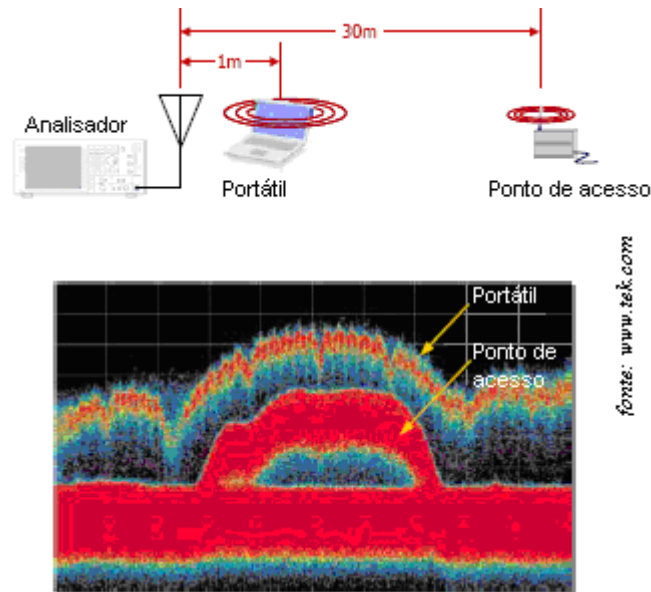 30m
1m
Analisador
Portátil
Ponto de acesso
Portátil
Ponto de
acesso
fonte: www.tek.com